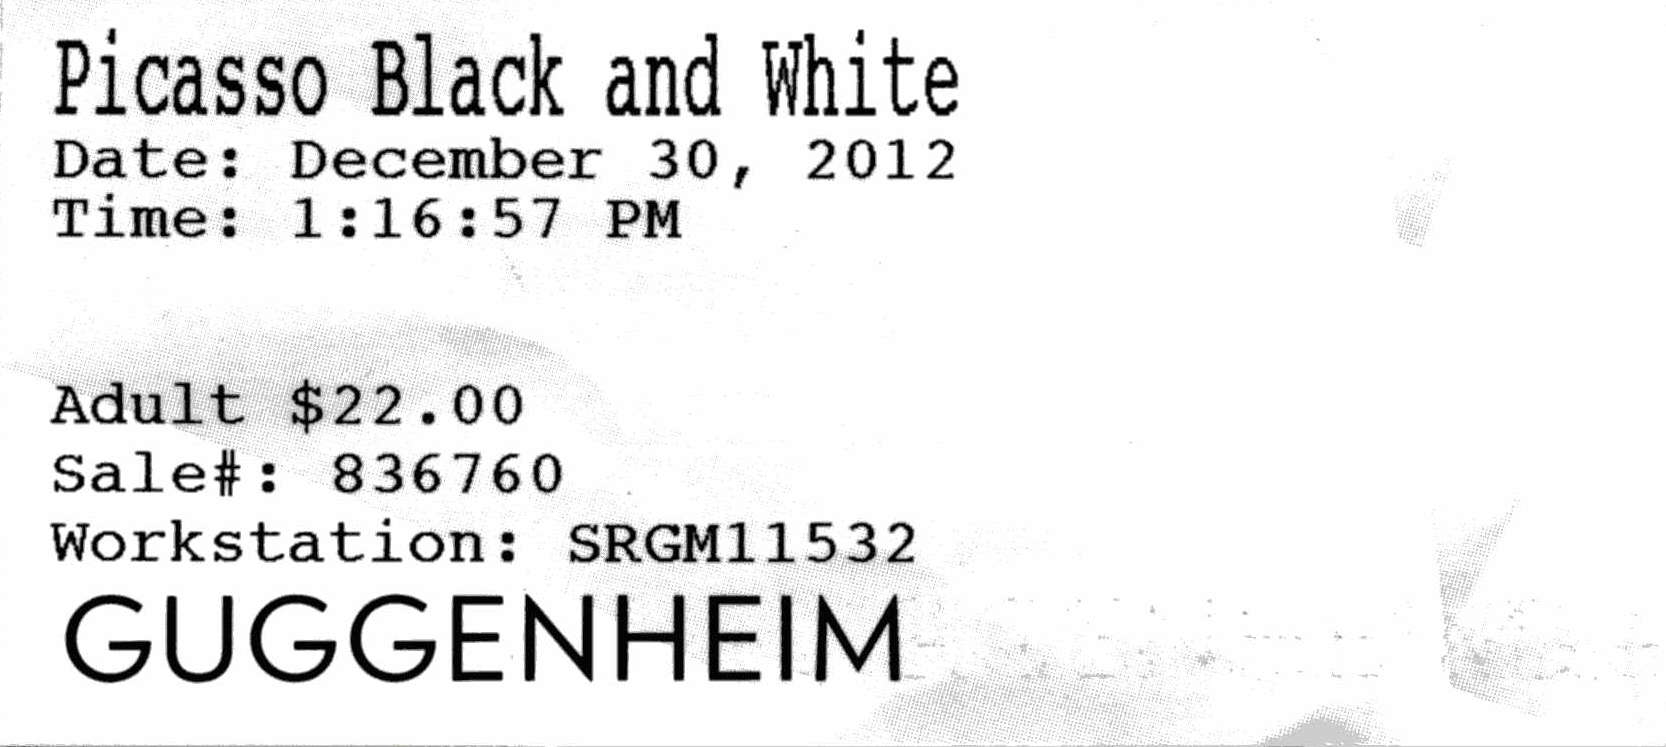 Picasso Black and White
Date: December 30, 2012
Time: 1:16:57 PM
Adult $22.00
Sale#: 836760
Workstation: SRGM11532
GUGGENHEIM